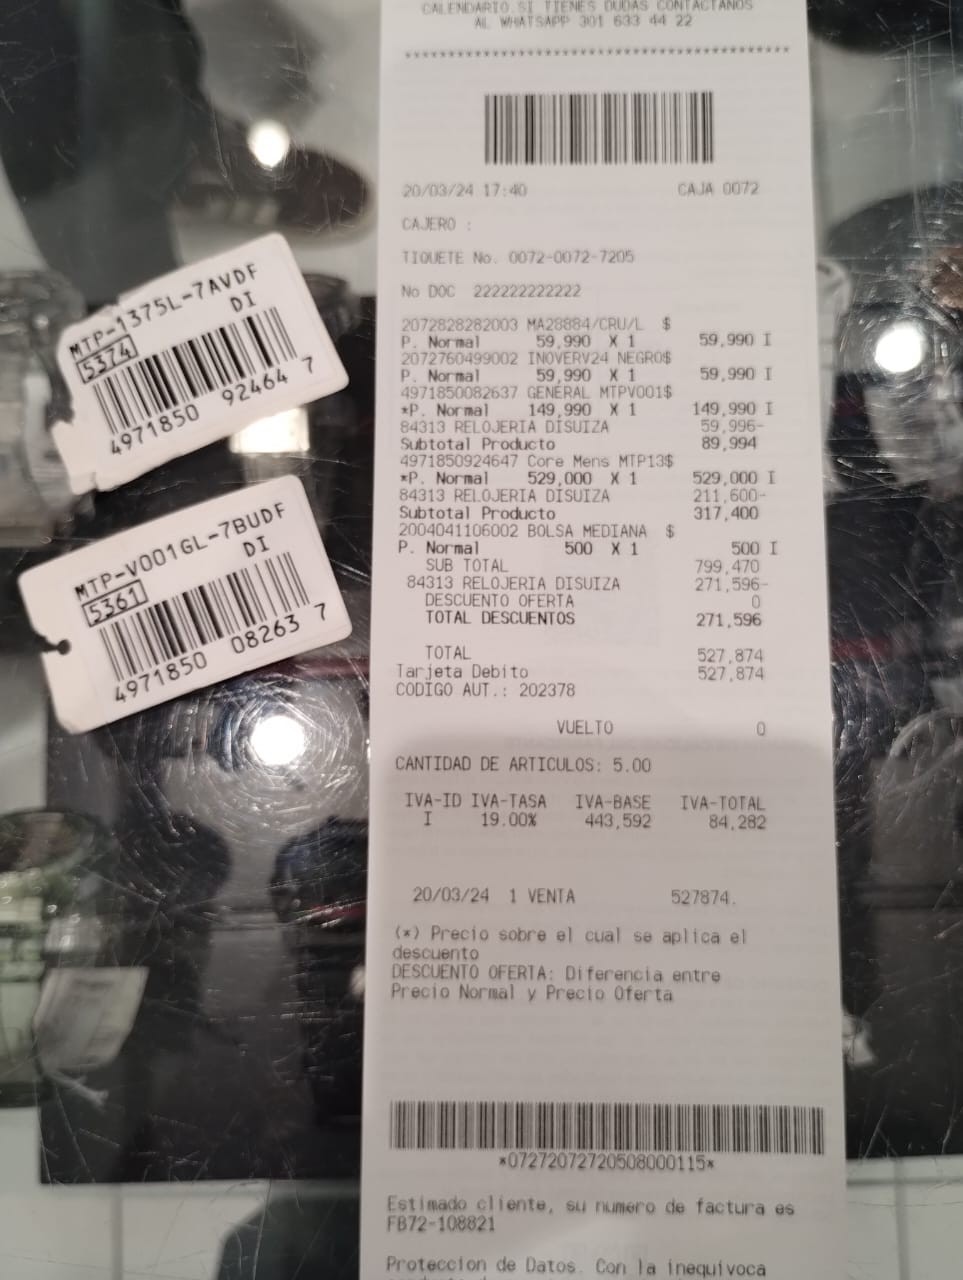 CALENDARIO.SI TIENES DUDAS CONTACTANOS
AL WHATSAPP 301 633 44 22
20/03/24 17:40 CAJA 0072
CAJERO :
TIQUETE No. 0072-0072-7205
No DOC 222222222222
2072828282003 MA28884/CRU/L $
P. Normal 59,990 X 1 59,990 I
2072760499002 INOVERV24 NEGRO$
P. Normal 59,990 X 1 59,990 I
4971850082637 GENERAL MTPV001$
*P. Normal 149,990 X 1 149,990 I
84313 RELOJERIA DISUIZA 59,996-
Subtotal Producto 89,994
4971850924647 Core Mens MTP13$
*P. Normal 529,000 X 1 529,000 I
84313 RELOJERIA DISUIZA 211,600-
Subtotal Producto 317,400
2004041106002 BOLSA MEDIANA $
P. Normal 500 X 1 500 I
SUB TOTAL 799,470
84313 RELOJERIA DISUIZA 271,596-
DESCUENTO OFERTA 0
TOTAL DESCUENTOS 271,596
TOTAL 527,874
Tarjeta Debito 527,874
CODIGO AUT.: 202378
VUELTO 0
CANTIDAD DE ARTICULOS: 5.00
IVA-ID IVA-TASA IVA-BASE IVA-TOTAL
I 19.00% 443,592 84,282
20/03/24 1 VENTA 527874.
(*) Precio sobre el cual se aplica el
descuento
DESCUENTO OFERTA: Diferencia entre
Precio Normal y Precio Oferta
*07272072720508000115*
Estimado cliente, su numero de factura es
FB72-108821
Proteccion de Datos. Con la inequivoca
MTP-1375L-7AVDF
5374 DI
4971850 92464 7
MTP-V001GL-7BUDF
5361 DI
4971850 08263 7